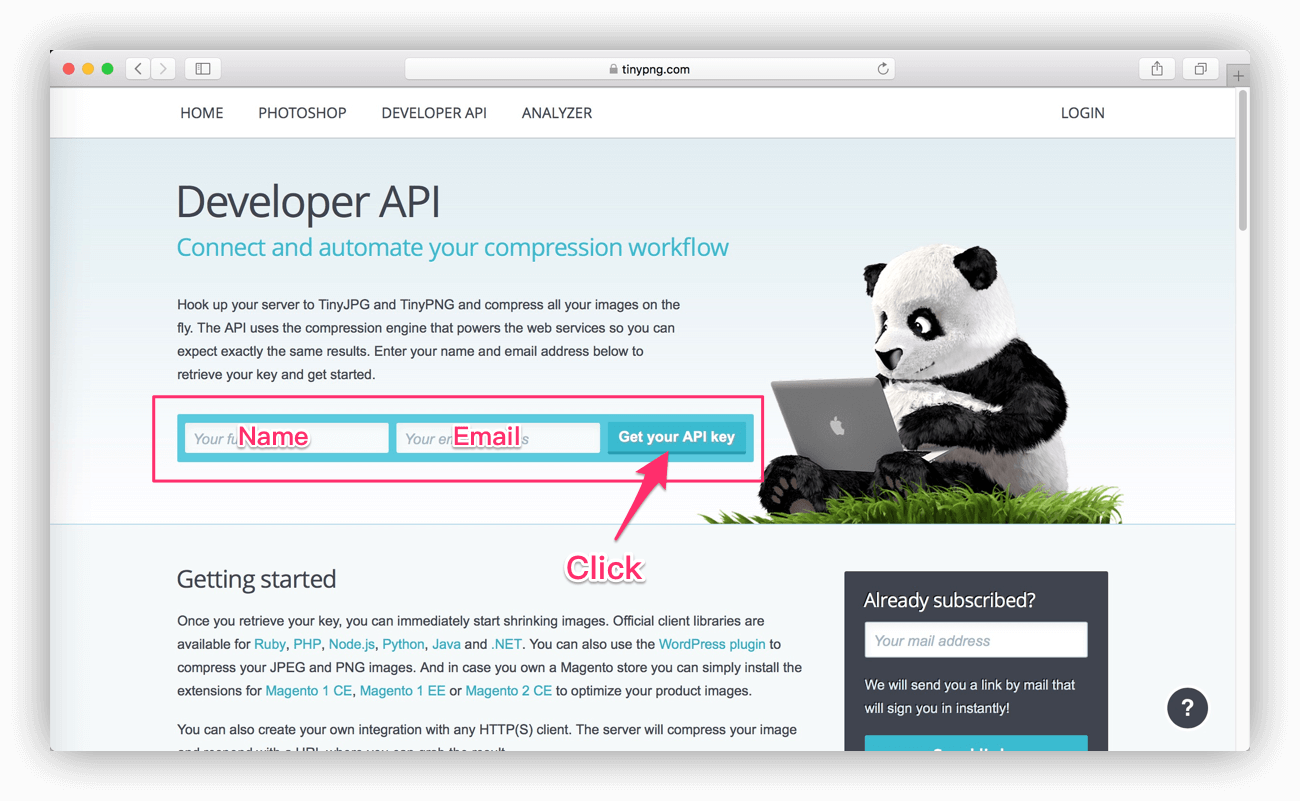 tinypng.com
HOME PHOTOSHOP DEVELOPER API ANALYZER LOGIN
Developer API
Connect and automate your compression workflow
Hook up your server to TinyJPG and TinyPNG and compress all your images on the
fly. The API uses the compression engine that powers the web services so you can
expect exactly the same results. Enter your name and email address below to
retrieve your key and get started.
Your Name
Your Email
Get your API key
Click
Getting started
Once you retrieve your key, you can immediately start shrinking images. Official client libraries are
available for Ruby, PHP, Node.js, Python, Java and .NET. You can also use the WordPress plugin to
compress your JPEG and PNG images. And in case you own a Magento store you can simply install the
extensions for Magento 1 CE, Magento 1 EE or Magento 2 CE to optimize your product images.
You can also create your own integration with any HTTP(S) client. The server will compress your image
Already subscribed?
Your mail address
We will send you a link by mail that
will sign you in instantly!
?